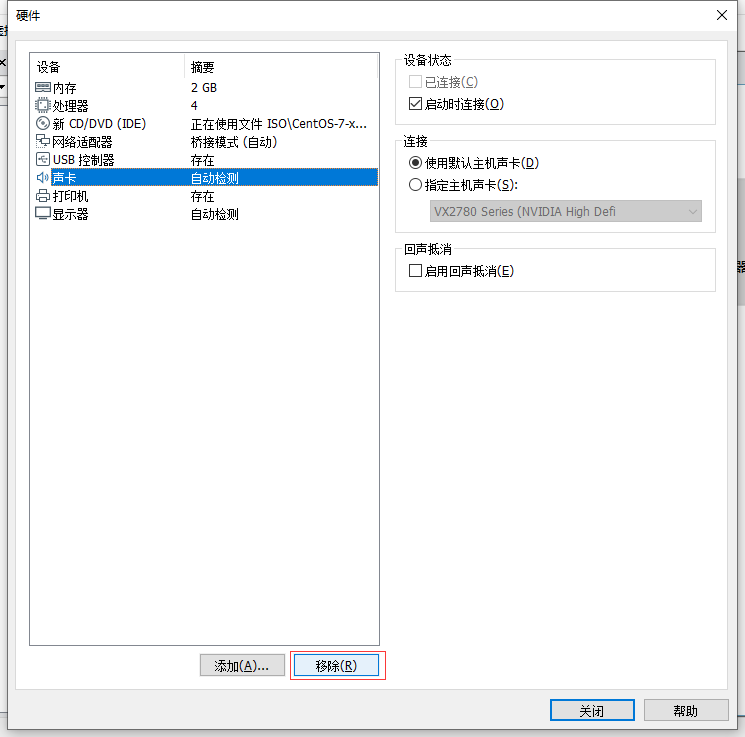 硬件
设备 摘要
内存 2 GB
处理器 4
新 CD/DVD (IDE) 正在使用文件 ISO\CentOS-7-x...
网络适配器 桥接模式 (自动)
USB 控制器 存在
声卡 自动检测
打印机 存在
显示器 自动检测
添加(A)...
移除(R)
设备状态
已连接(C)
启动时连接(O)
连接
使用默认主机声卡(D)
指定主机声卡(S):
VX2780 Series (NVIDIA High Defi
回声抵消
启用回声抵消(E)
关闭
帮助
器